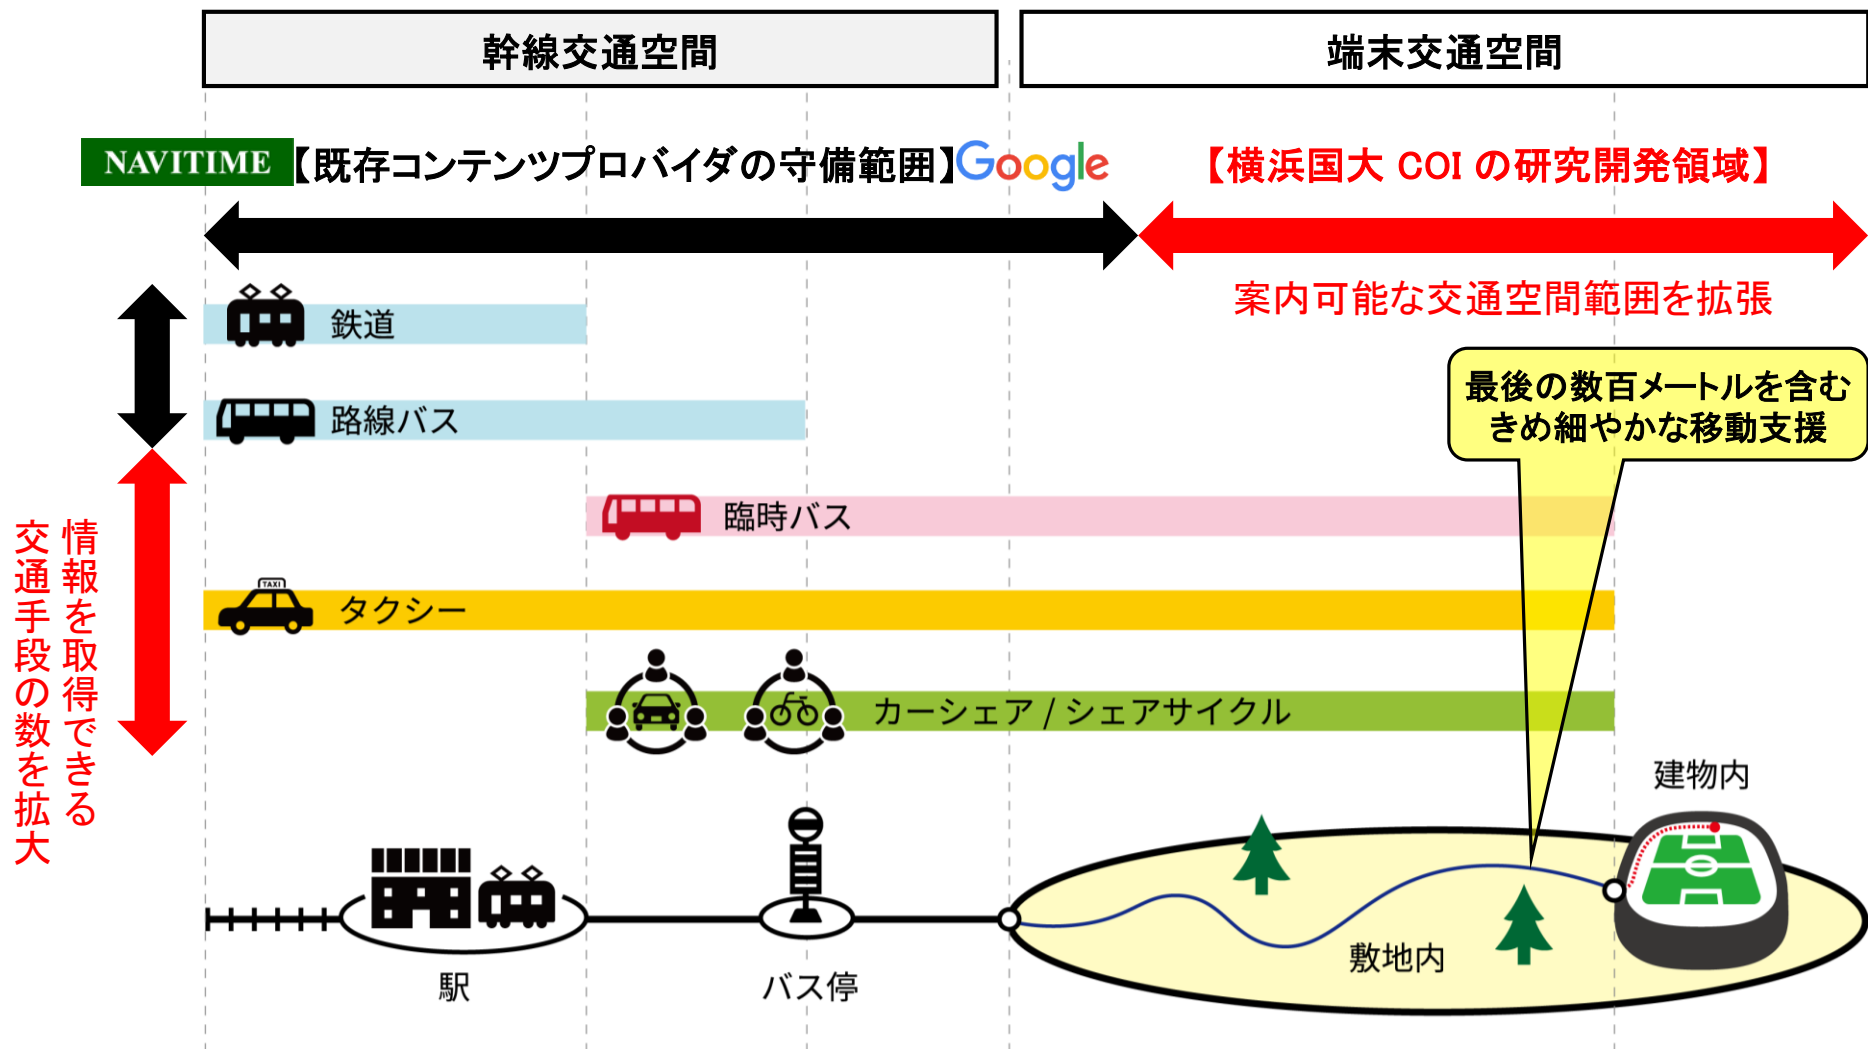 幹線交通空間
端末交通空間
NAVITIME
【既存コンテンツプロバイダの守備範囲】
Google
【横浜国大 COI の研究開発領域】
案内可能な交通空間範囲を拡張
鉄道
最後の数百メートルを含む
きめ細やかな移動支援
路線バス
臨時バス
情報を取得できる
交通手段の数を拡大
TAXI
タクシー
カーシェア / シェアサイクル
建物内
敷地内
駅
バス停